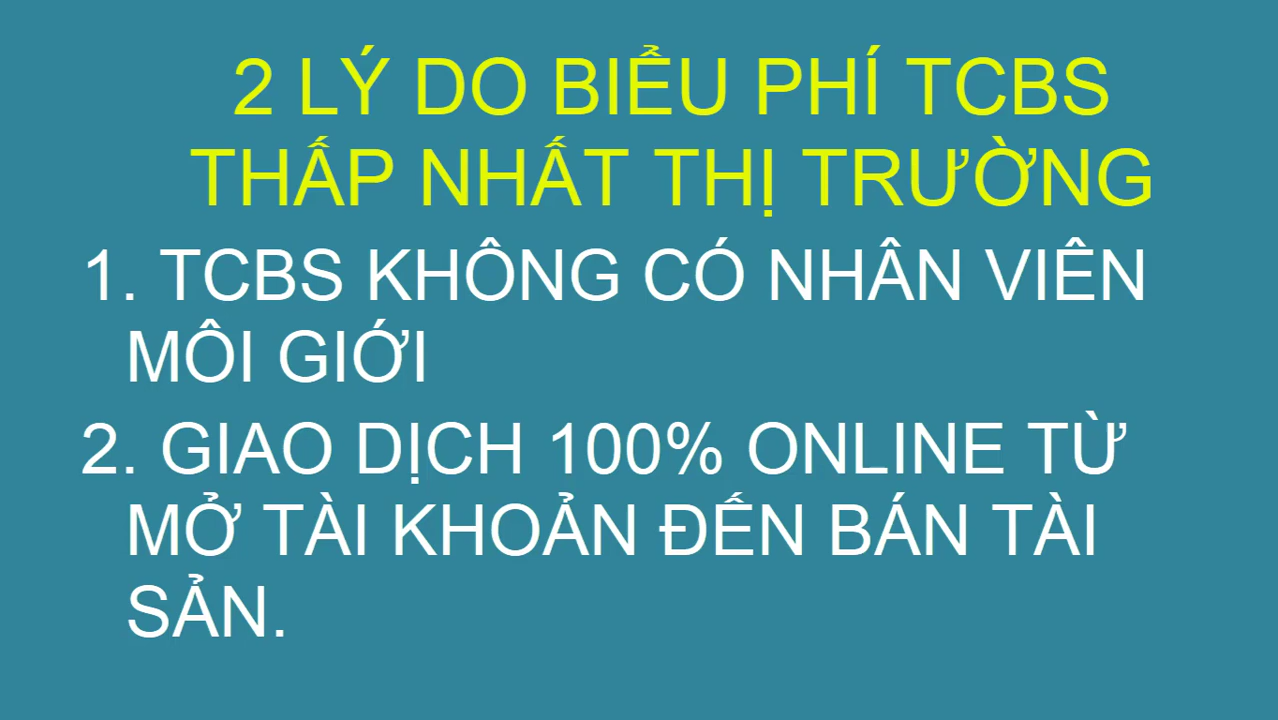 2 LÝ DO BIỂU PHÍ TCBS
THẤP NHẤT THỊ TRƯỜNG
1. TCBS KHÔNG CÓ NHÂN VIÊN
MÔI GIỚI
2. GIAO DỊCH 100% ONLINE TỪ
MỞ TÀI KHOẢN ĐẾN BÁN TÀI
SẢN.